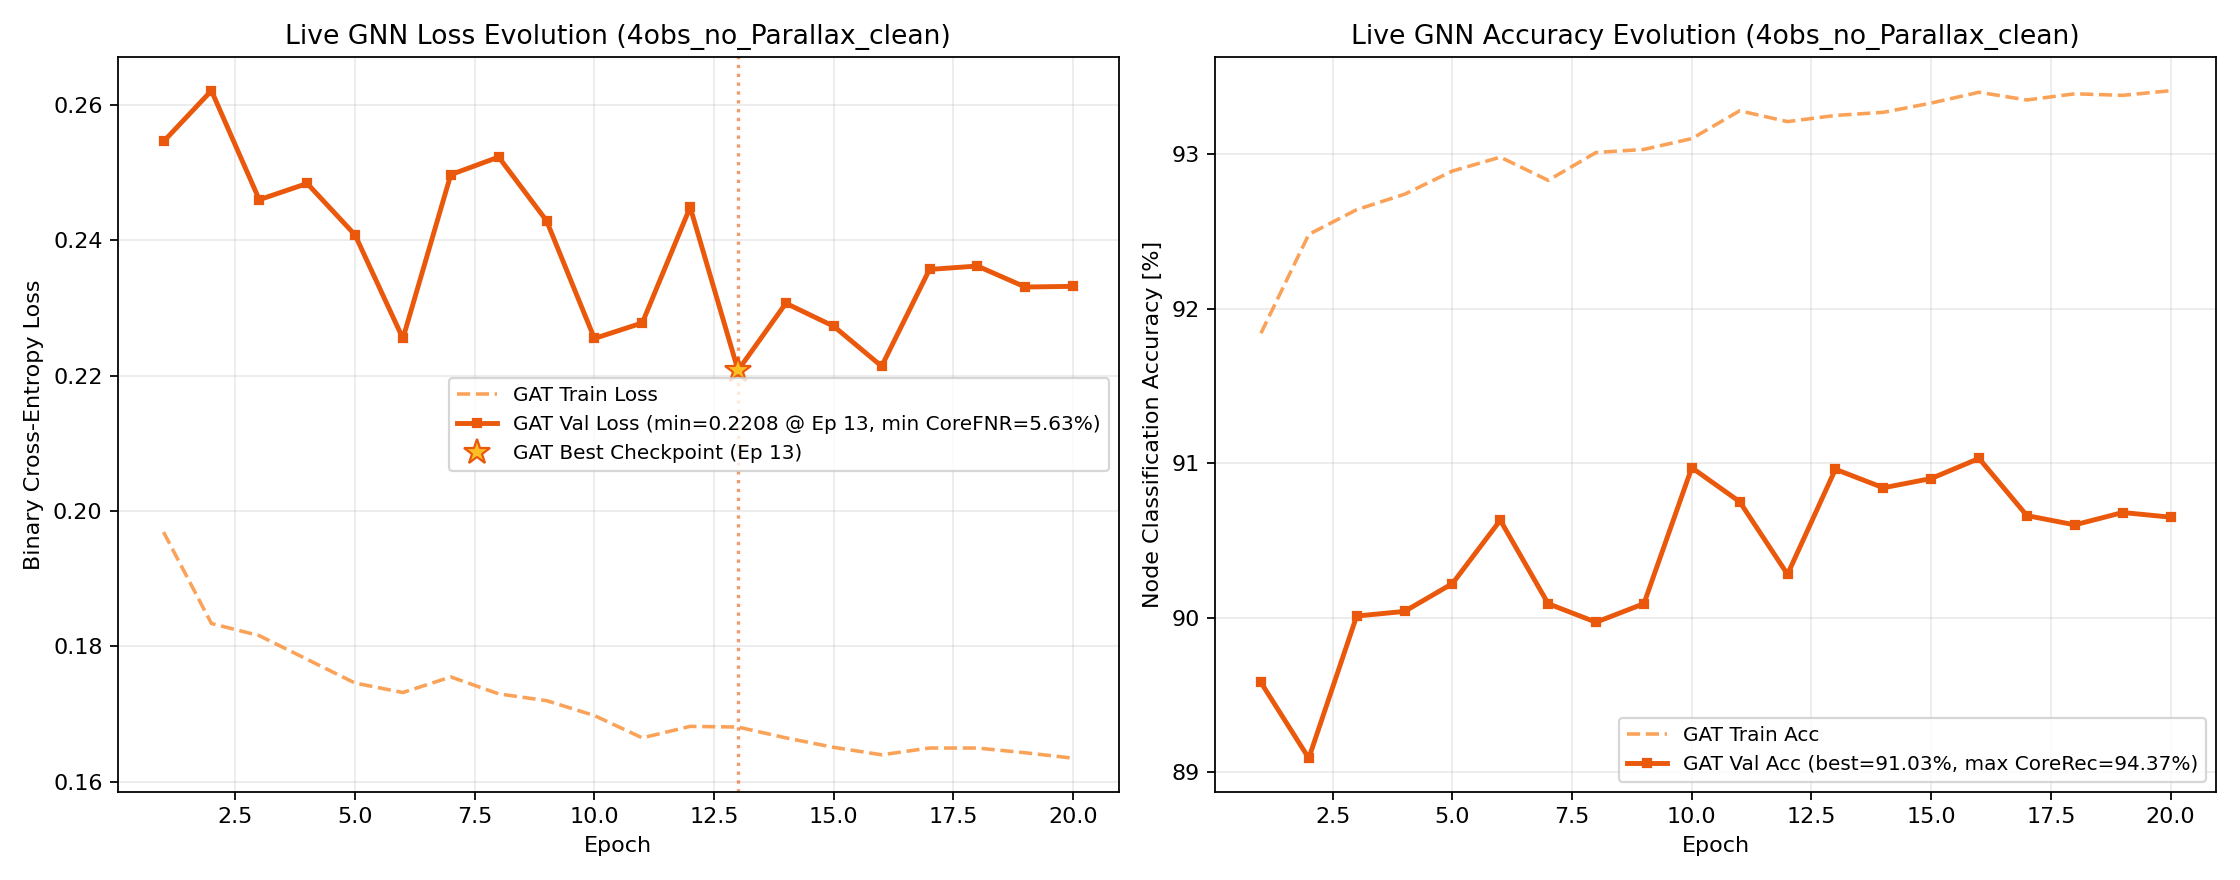 Live GNN Loss Evolution (4obs_no_Parallax_clean)
Binary Cross-Entropy Loss
0.26
0.24
0.22
0.20
0.18
0.16
GAT Train Loss
GAT Val Loss (min=0.2208 @ Ep 13, min CoreFNR=5.63%)
GAT Best Checkpoint (Ep 13)
2.5 5.0 7.5 10.0 12.5 15.0 17.5 20.0
Epoch
Live GNN Accuracy Evolution (4obs_no_Parallax_clean)
Node Classification Accuracy [%]
93
92
91
90
89
GAT Train Acc
GAT Val Acc (best=91.03%, max CoreRec=94.37%)
2.5 5.0 7.5 10.0 12.5 15.0 17.5 20.0
Epoch